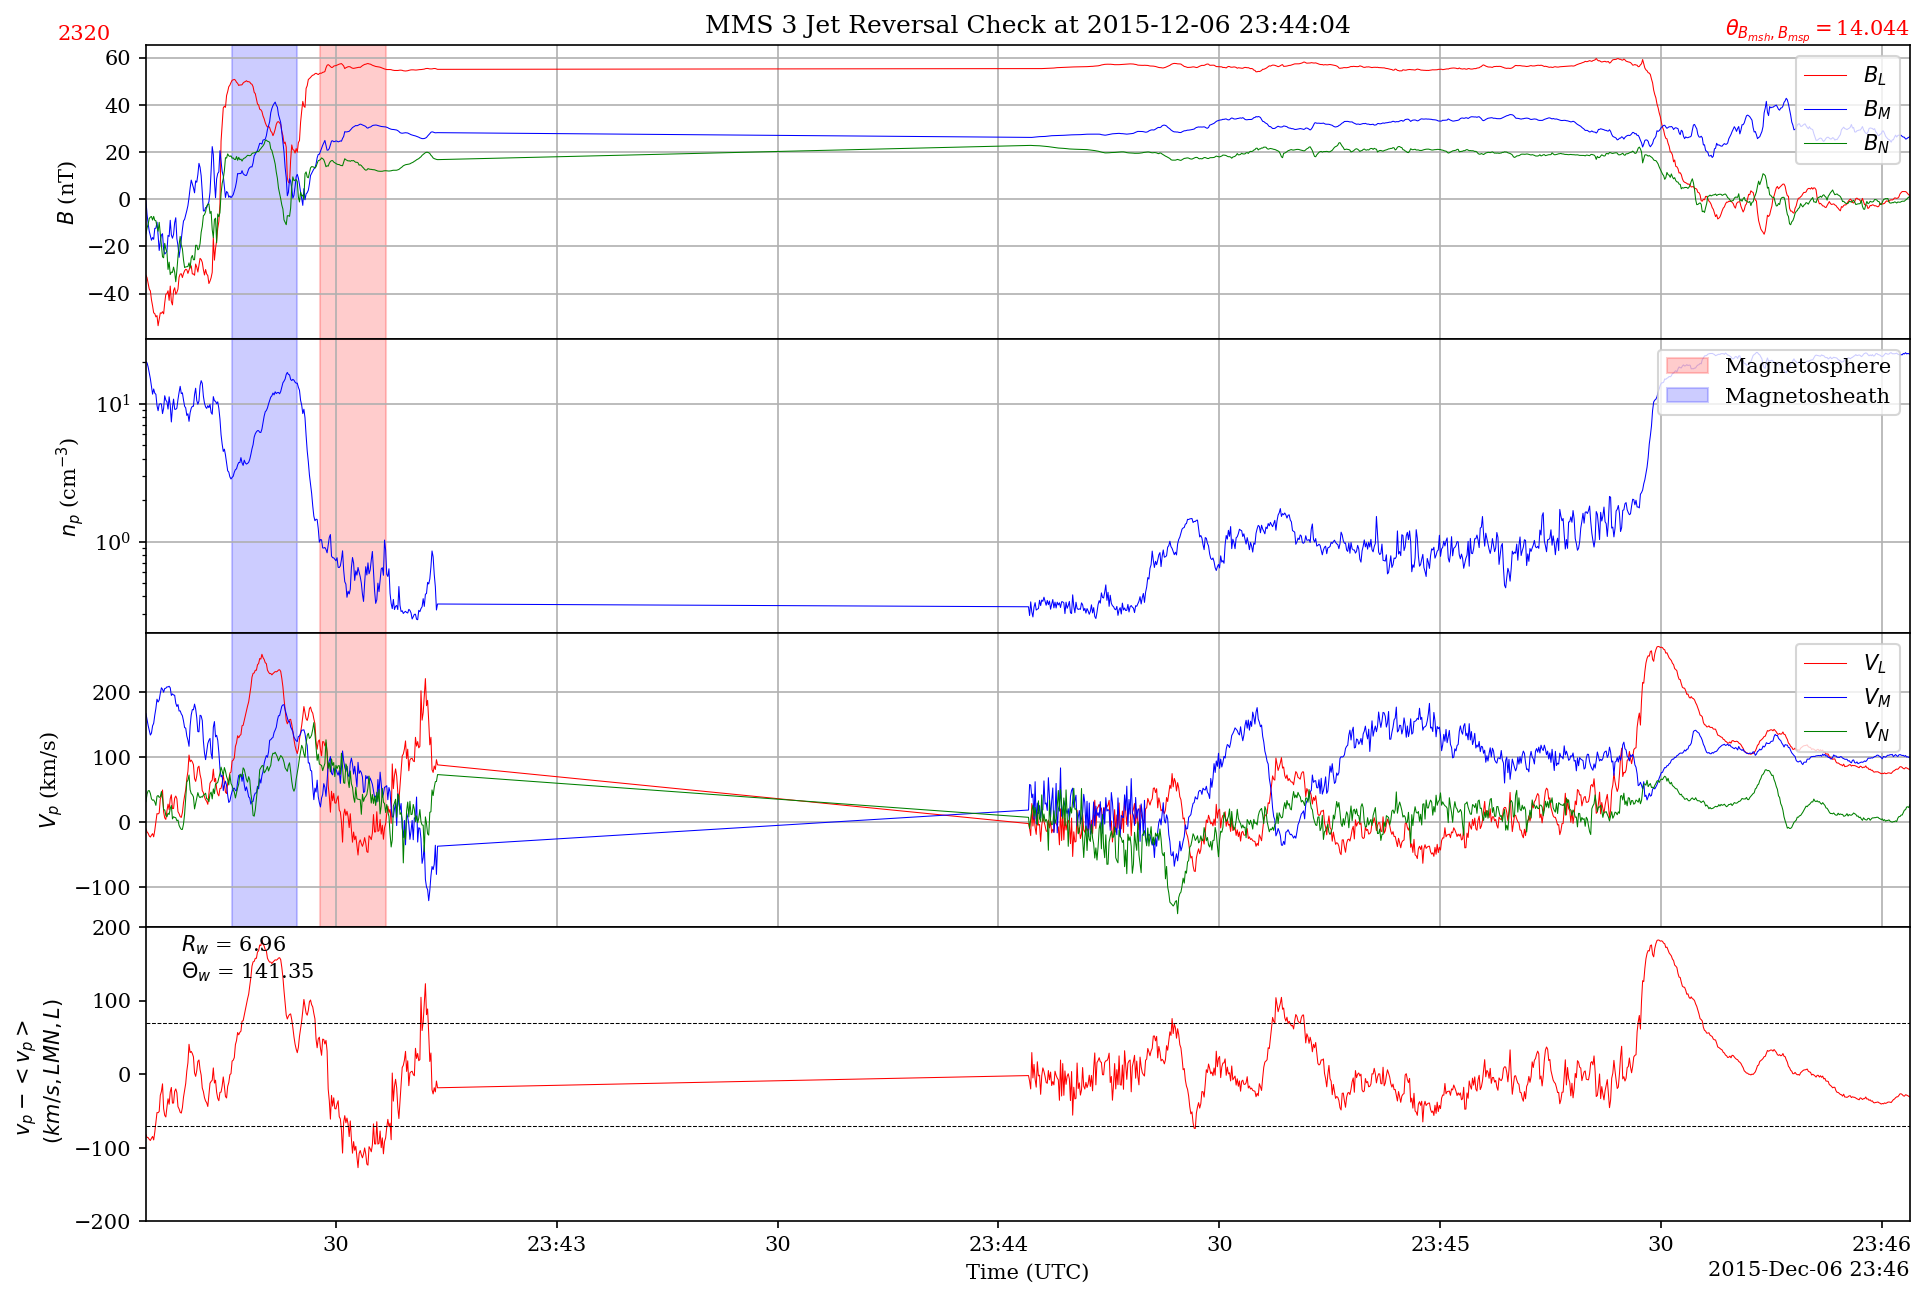 MMS 3 Jet Reversal Check at 2015-12-06 23:44:04
2320
θ_{B_{msh}, B_{msp}} = 14.044
60
40
20
0
−20
−40
B (nT)
B_L
B_M
B_N
10^1
10^0
n_p (cm^{−3})
Magnetosphere
Magnetosheath
200
100
0
−100
V_p (km/s)
V_L
V_M
V_N
200
100
0
−100
−200
v_p − < v_p >
(km/s, LMN, L)
R_w = 6.96
Θ_w = 141.35
30
23:43
30
23:44
30
23:45
30
23:46
Time (UTC)
2015-Dec-06 23:46